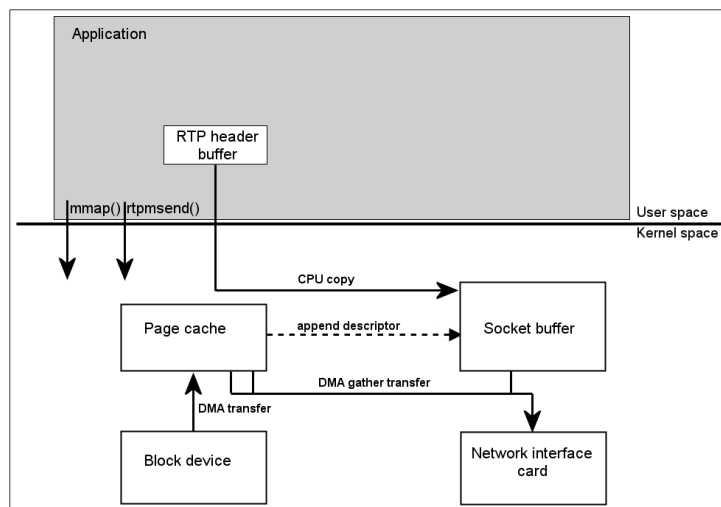 Application
RTP header
buffer
mmap() rtpmsend()
User space
Kernel space
CPU copy
Page cache
append descriptor
Socket buffer
DMA gather transfer
DMA transfer
Block device
Network interface
card